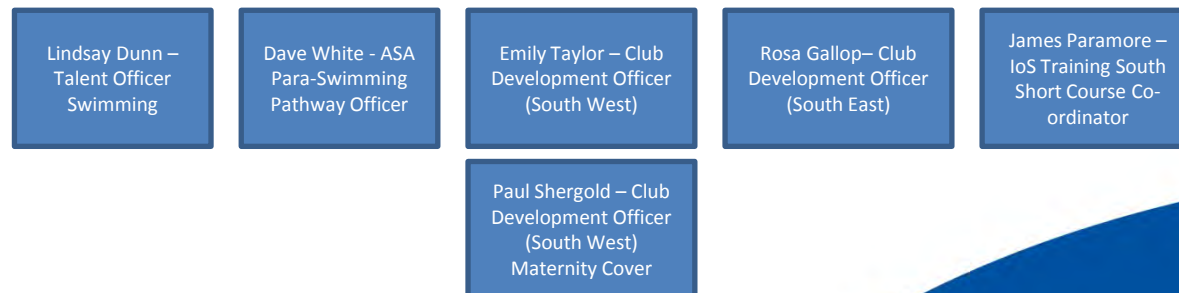 Lindsay Dunn –
Talent Officer
Swimming
Dave White - ASA
Para-Swimming
Pathway Officer
Emily Taylor – Club
Development Officer
(South West)
Rosa Gallop– Club
Development Officer
(South East)
James Paramore –
IoS Training South
Short Course Co-
ordinator
Paul Shergold – Club
Development Officer
(South West)
Maternity Cover